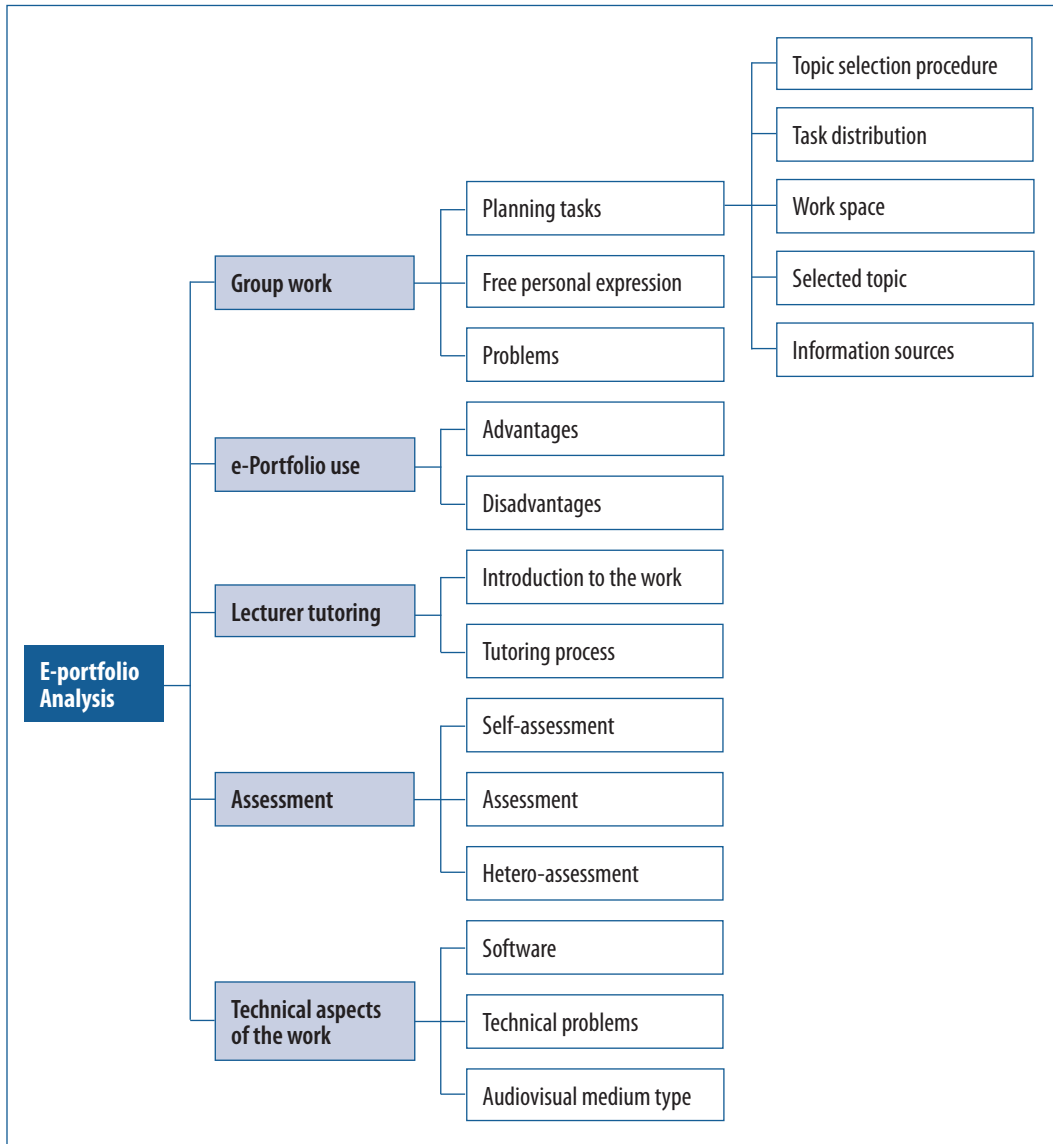 Topic selection procedure
Task distribution
Planning tasks
Work space
Group work
Free personal expression
Selected topic
Problems
Information sources
Advantages
e-Portfolio use
Disadvantages
Introduction to the work
Lecturer tutoring
Tutoring process
E-portfolio
Analysis
Self-assessment
Assessment
Assessment
Hetero-assessment
Software
Technical aspects
of the work
Technical problems
Audiovisual medium type